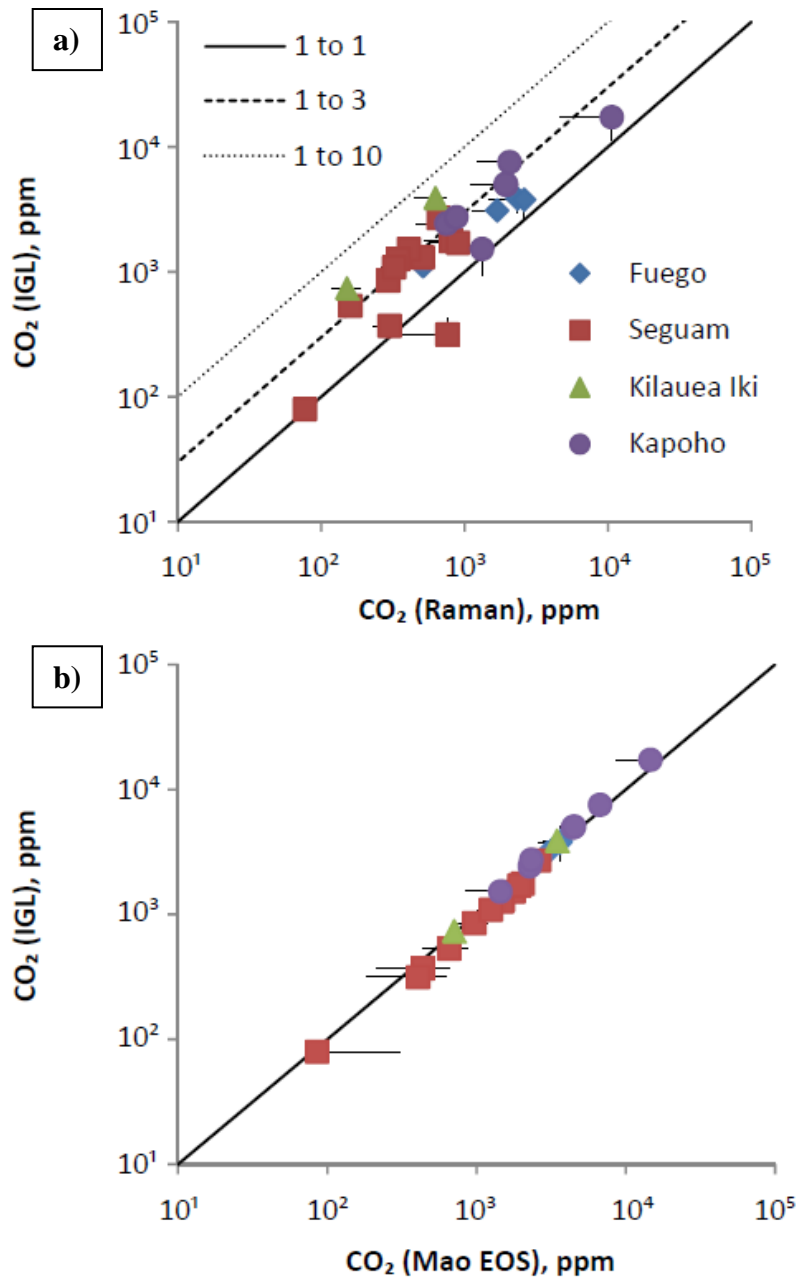 a)
1 to 1
1 to 3
1 to 10
10⁵
10⁴
10³
10²
10¹
CO₂ (IGL), ppm
Fuego
Seguam
Kilauea Iki
Kapoho
10¹ 10² 10³ 10⁴ 10⁵
CO₂ (Raman), ppm
b)
10⁵
10⁴
10³
10²
10¹
CO₂ (IGL), ppm
10¹ 10² 10³ 10⁴ 10⁵
CO₂ (Mao EOS), ppm